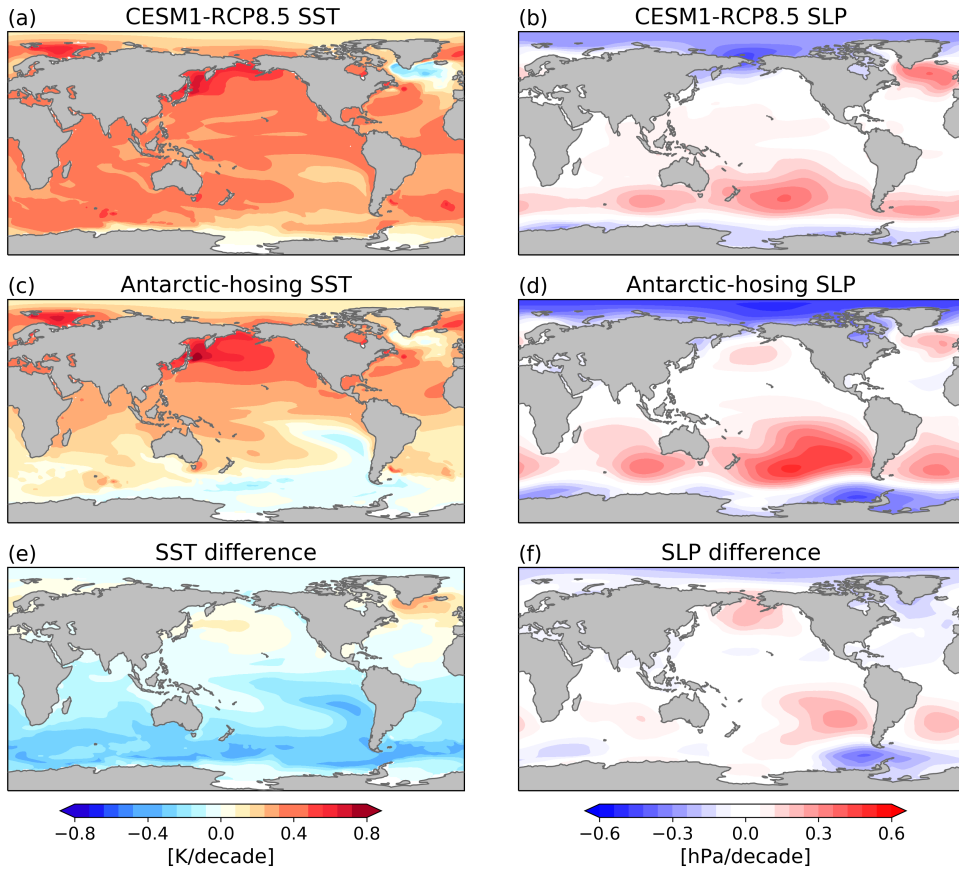 (a) CESM1-RCP8.5 SST
(b) CESM1-RCP8.5 SLP
(c) Antarctic-hosing SST
(d) Antarctic-hosing SLP
(e) SST difference
(f) SLP difference
−0.8 −0.4 0.0 0.4 0.8
[K/decade]
−0.6 −0.3 0.0 0.3 0.6
[hPa/decade]